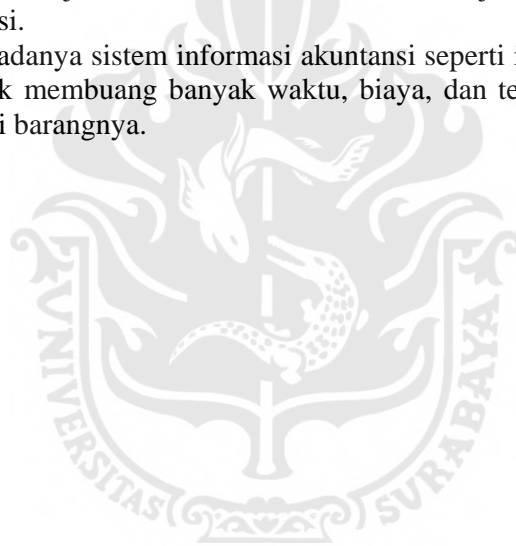 si.
adanya sistem informasi akuntansi seperti
k membuang banyak waktu, biaya, dan te
i barangnya.
UNIVERSITAS SURABAYA